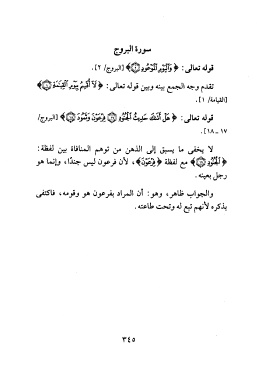 سورة البروج
قوله تعالى: ﴿وَالْيَوْمِ الْمَوْعُودِ ۝﴾ [البروج/ ٢].
تقدم وجه الجمع بينه وبين قوله تعالى: ﴿لَا أُقْسِمُ بِيَوْمِ الْقِيَامَةِ ۝﴾
[القيامة/ ١].
قوله تعالى: ﴿هَلْ أَتَاكَ حَدِيثُ الْجُنُودِ ۝ فِرْعَوْنَ وَثَمُودَ ۝﴾ [البروج/
١٧ ـ ١٨].
لا يخفى ما يسبق إلى الذهن من توهم المنافاة بين لفظة:
﴿الْجُنُودِ ۝﴾ مع لفظة ﴿فِرْعَوْنَ﴾، لأن فرعون ليس جندًا، وإنما هو
رجل بعينه.
والجواب ظاهر، وهو: أن المراد بفرعون هو وقومه، فاكتفى
بذكره لأنهم تبع له وتحت طاعته.
٣٤٥